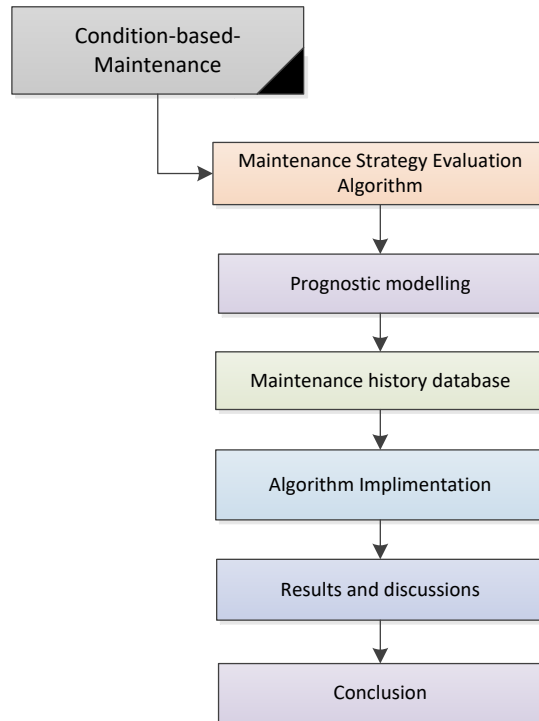 Condition-based-
Maintenance
Maintenance Strategy Evaluation
Algorithm
Prognostic modelling
Maintenance history database
Algorithm Implimentation
Results and discussions
Conclusion